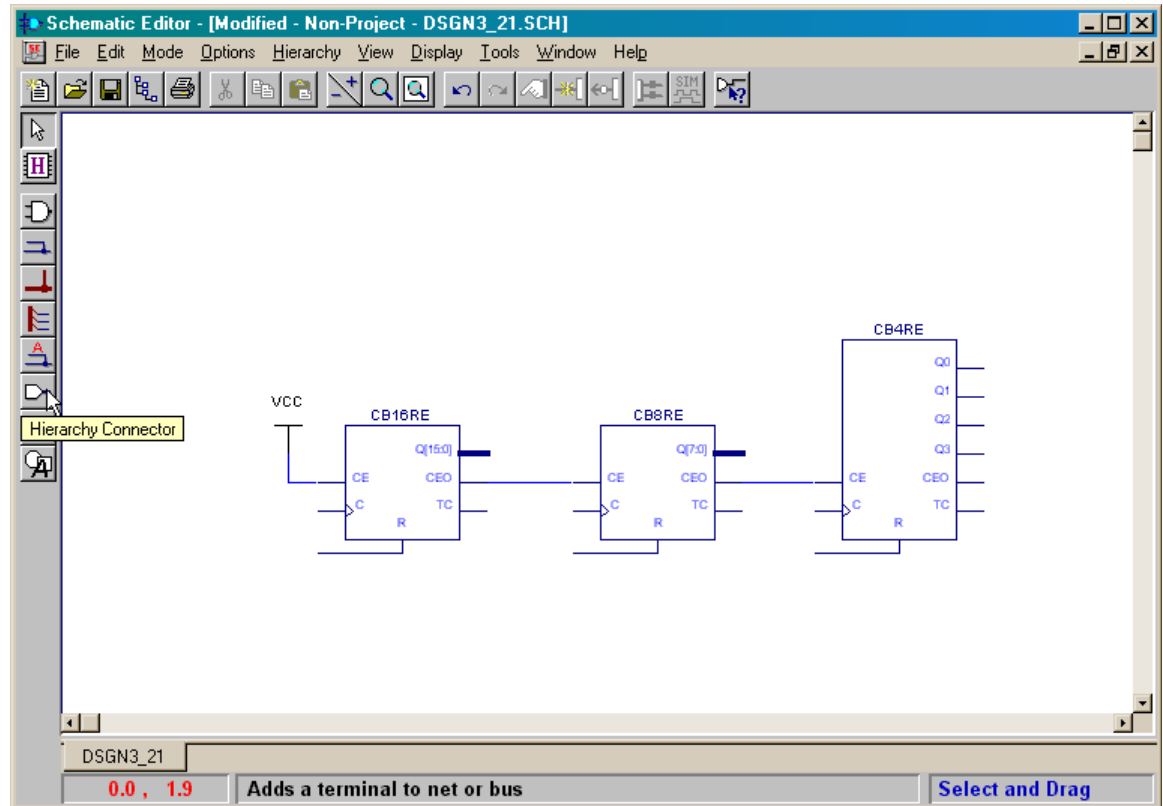 Schematic Editor - [Modified - Non-Project - DSGN3_21.SCH]
File Edit Mode Options Hierarchy View Display Tools Window Help
SIM
H
A
Hierarchy Connector
A
VCC
CB16RE
Q[15:0]
CE CEO
C TC
R
CB8RE
Q[7:0]
CE CEO
C TC
R
CB4RE
Q0
Q1
Q2
Q3
CE CEO
C TC
R
DSGN3_21
0.0 , 1.9 Adds a terminal to net or bus Select and Drag